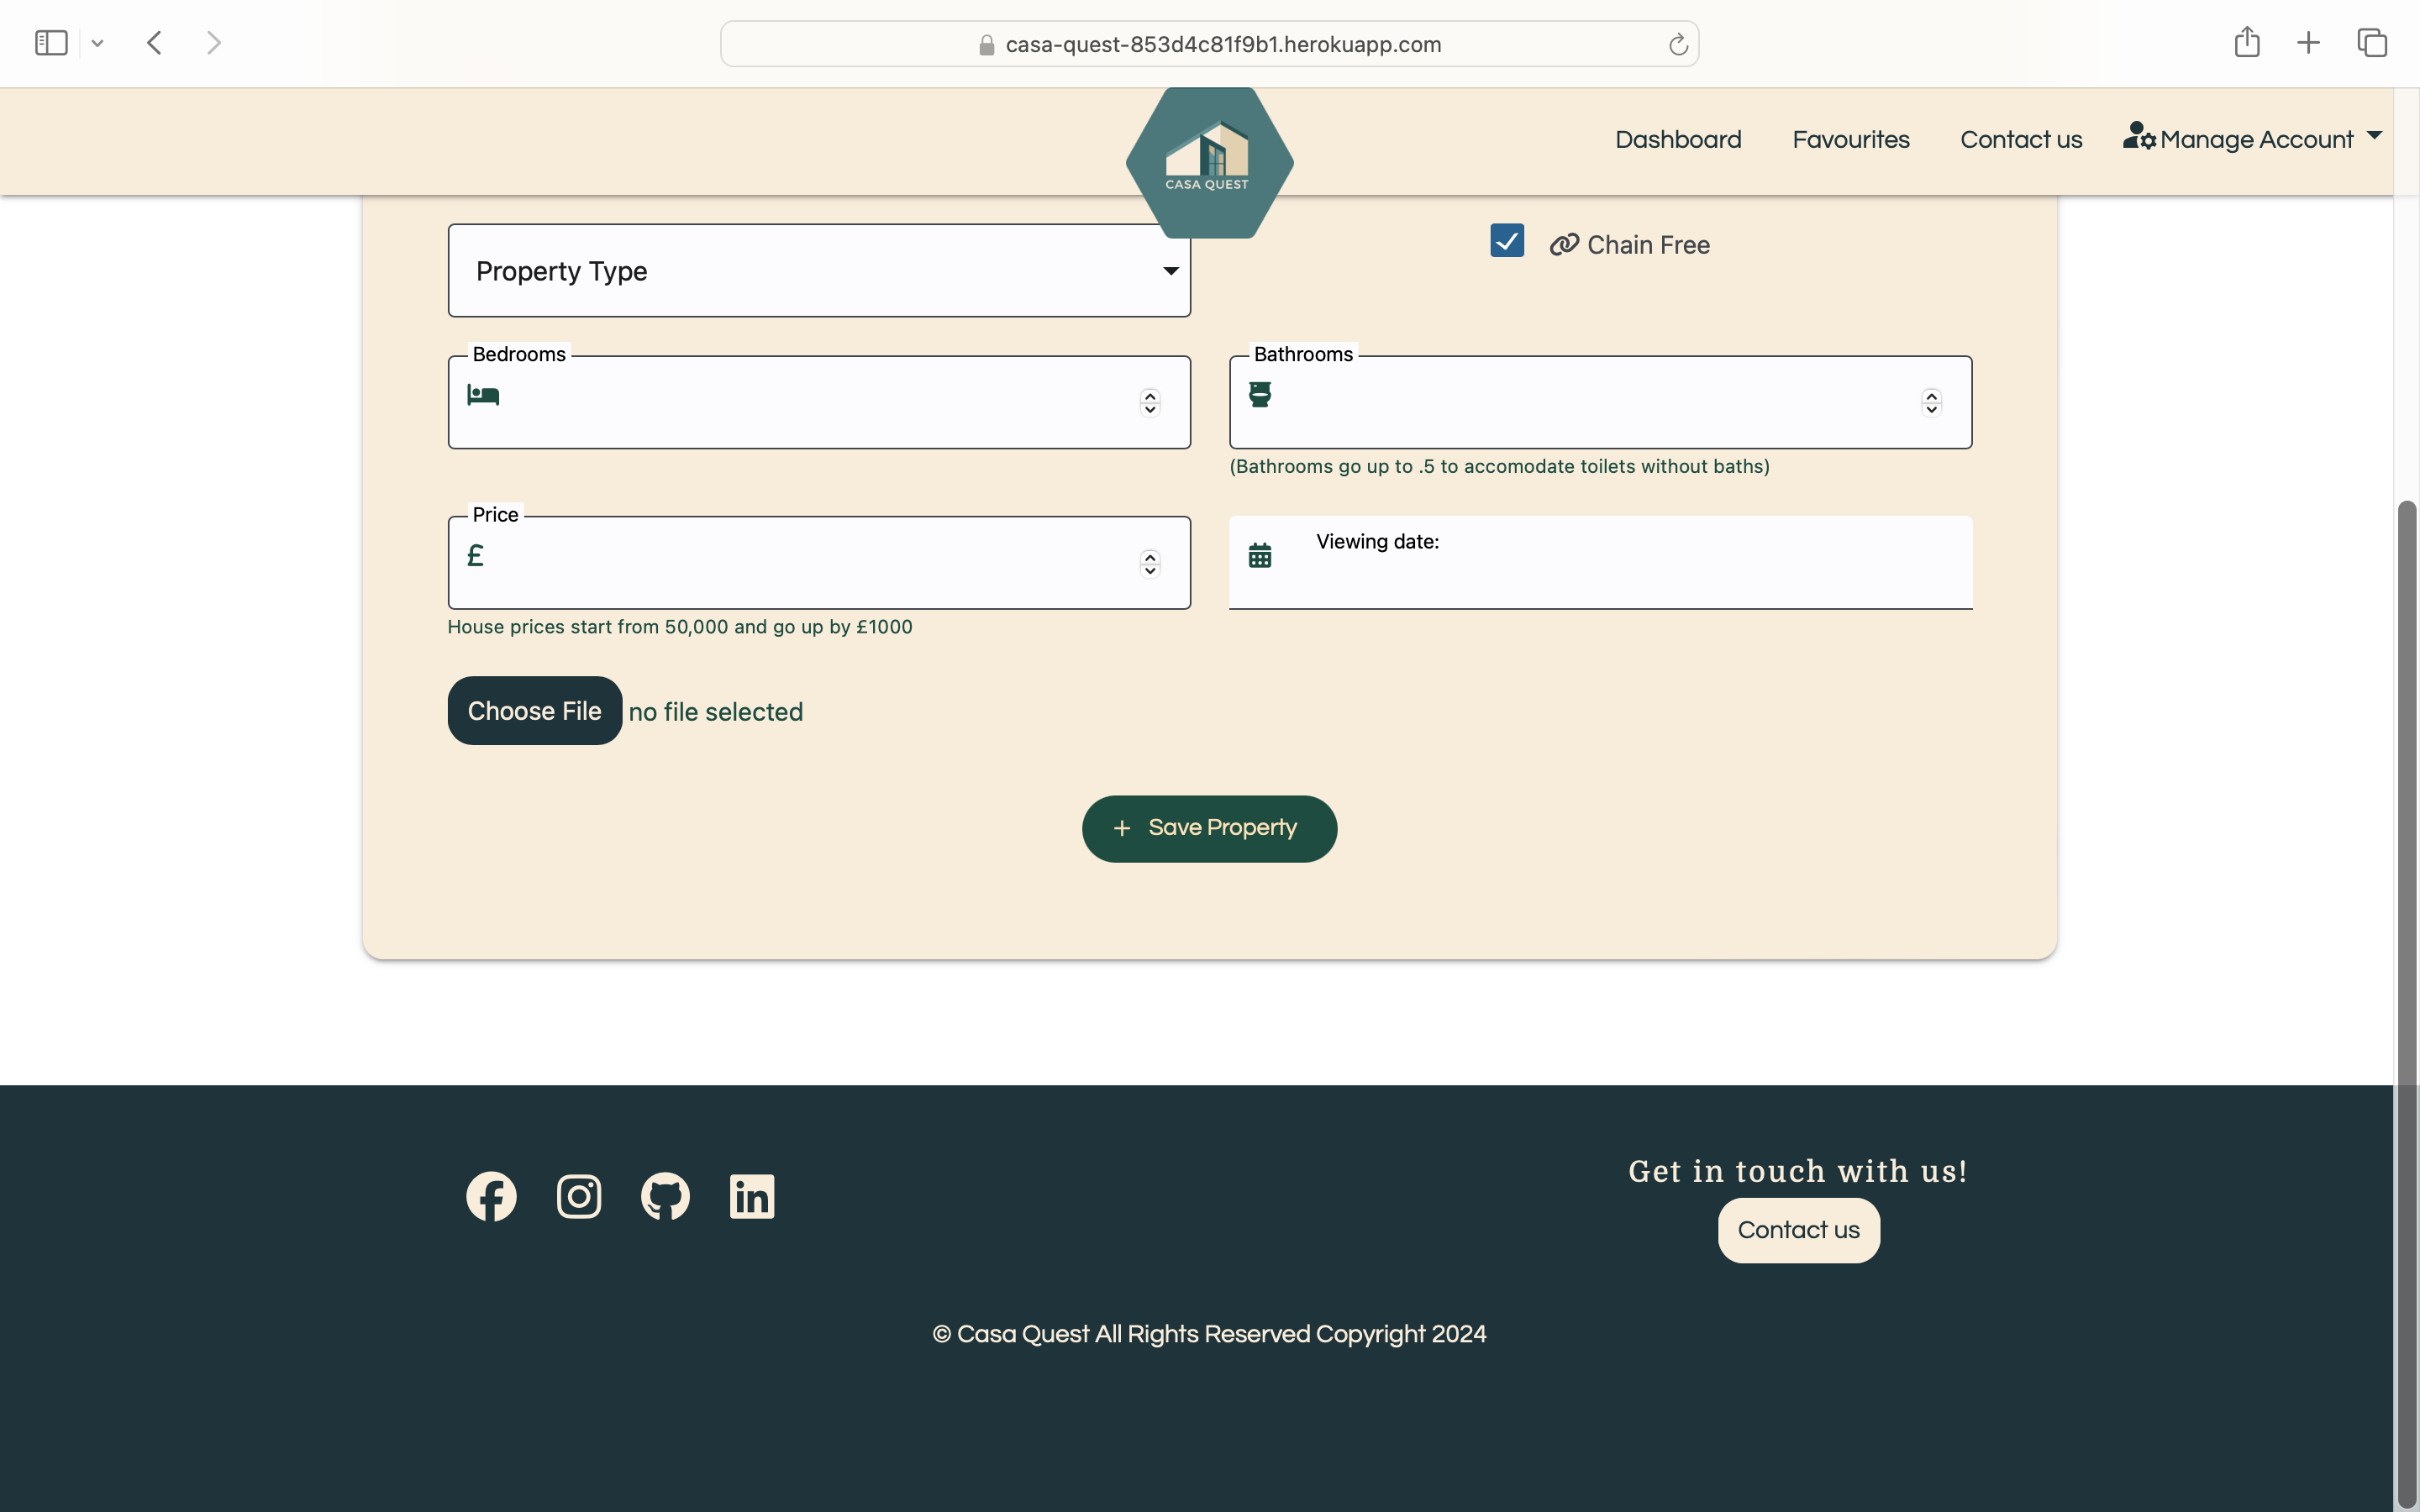 casa-quest-853d4c81f9b1.herokuapp.com
CASA QUEST
Dashboard
Favourites
Contact us
Manage Account
Property Type
Chain Free
Bedrooms
Bathrooms
(Bathrooms go up to .5 to accomodate toilets without baths)
Price
£
Viewing date:
House prices start from 50,000 and go up by £1000
Choose File no file selected
+ Save Property
Get in touch with us!
Contact us
© Casa Quest All Rights Reserved Copyright 2024